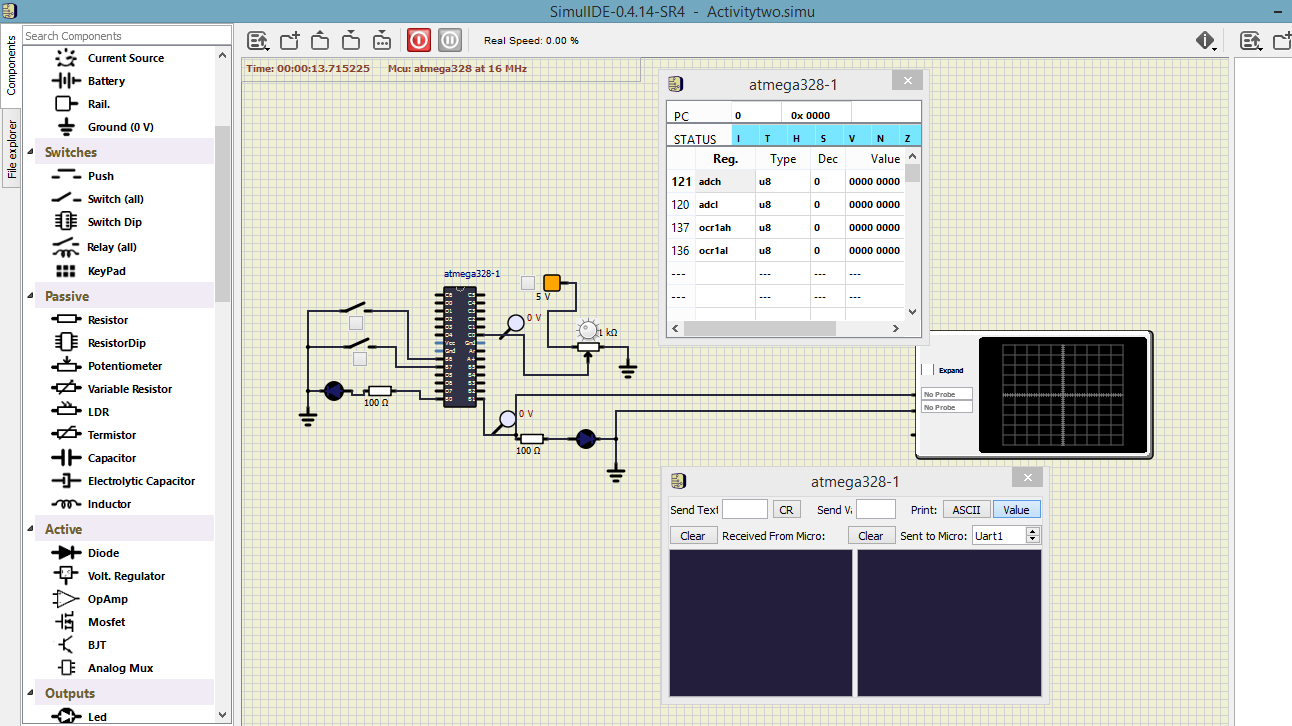 SimulIDE-0.4.14-SR4 - Activitytwo.simu
Components
File explorer
Search Components
Current Source
Battery
Rail.
Ground (0 V)
Switches
Push
Switch (all)
Switch Dip
Relay (all)
KeyPad
Passive
Resistor
ResistorDip
Potentiometer
Variable Resistor
LDR
Termistor
Capacitor
Electrolytic Capacitor
Inductor
Active
Diode
Volt. Regulator
OpAmp
Mosfet
BJT
Analog Mux
Outputs
Led
Real Speed: 0.00 %
Time: 00:00:13.715225 Mcu: atmega328 at 16 MHz
atmega328-1
PC 0 0x 0000
STATUS I T H S V N Z
Reg. Type Dec Value
121 adch u8 0 0000 0000
120 adcl u8 0 0000 0000
137 ocr1ah u8 0 0000 0000
136 ocr1al u8 0 0000 0000
--- --- --- ---
--- --- --- ---
atmega328-1
5 V
0 V
1 kΩ
100 Ω
0 V
100 Ω
Expand
No Probe
No Probe
atmega328-1
Send Text CR Send Va Print: ASCII Value
Clear Received From Micro: Clear Sent to Micro: Uart1